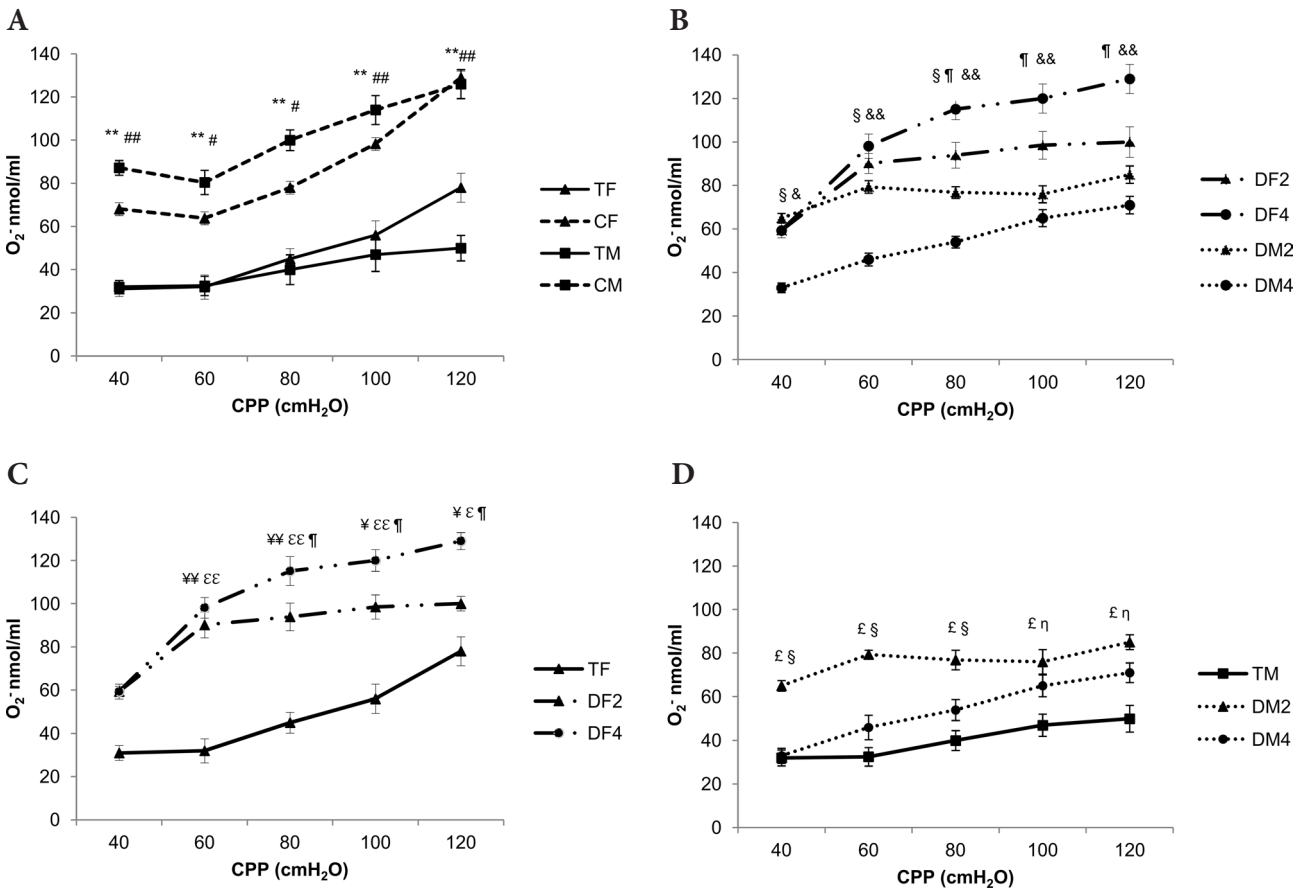 A
140
120
100
80
60
40
20
0
O₂⁻ nmol/ml
** ##
** #
** #
** ##
**##
40 60 80 100 120
CPP (cmH₂O)
TF
CF
TM
CM
B
140
120
100
80
60
40
20
0
O₂⁻ nmol/ml
§ &
§ &&
§ ¶ &&
¶ &&
¶ &&
40 60 80 100 120
CPP (cmH₂O)
DF2
DF4
DM2
DM4
C
140
120
100
80
60
40
20
0
O₂⁻ nmol/ml
¥¥ εε
¥¥ εε ¶
¥ εε ¶
¥ ε ¶
40 60 80 100 120
CPP (cmH₂O)
TF
DF2
DF4
D
140
120
100
80
60
40
20
0
O₂⁻ nmol/ml
£ §
£ §
£ §
£ η
£ η
40 60 80 100 120
CPP (cmH₂O)
TM
DM2
DM4